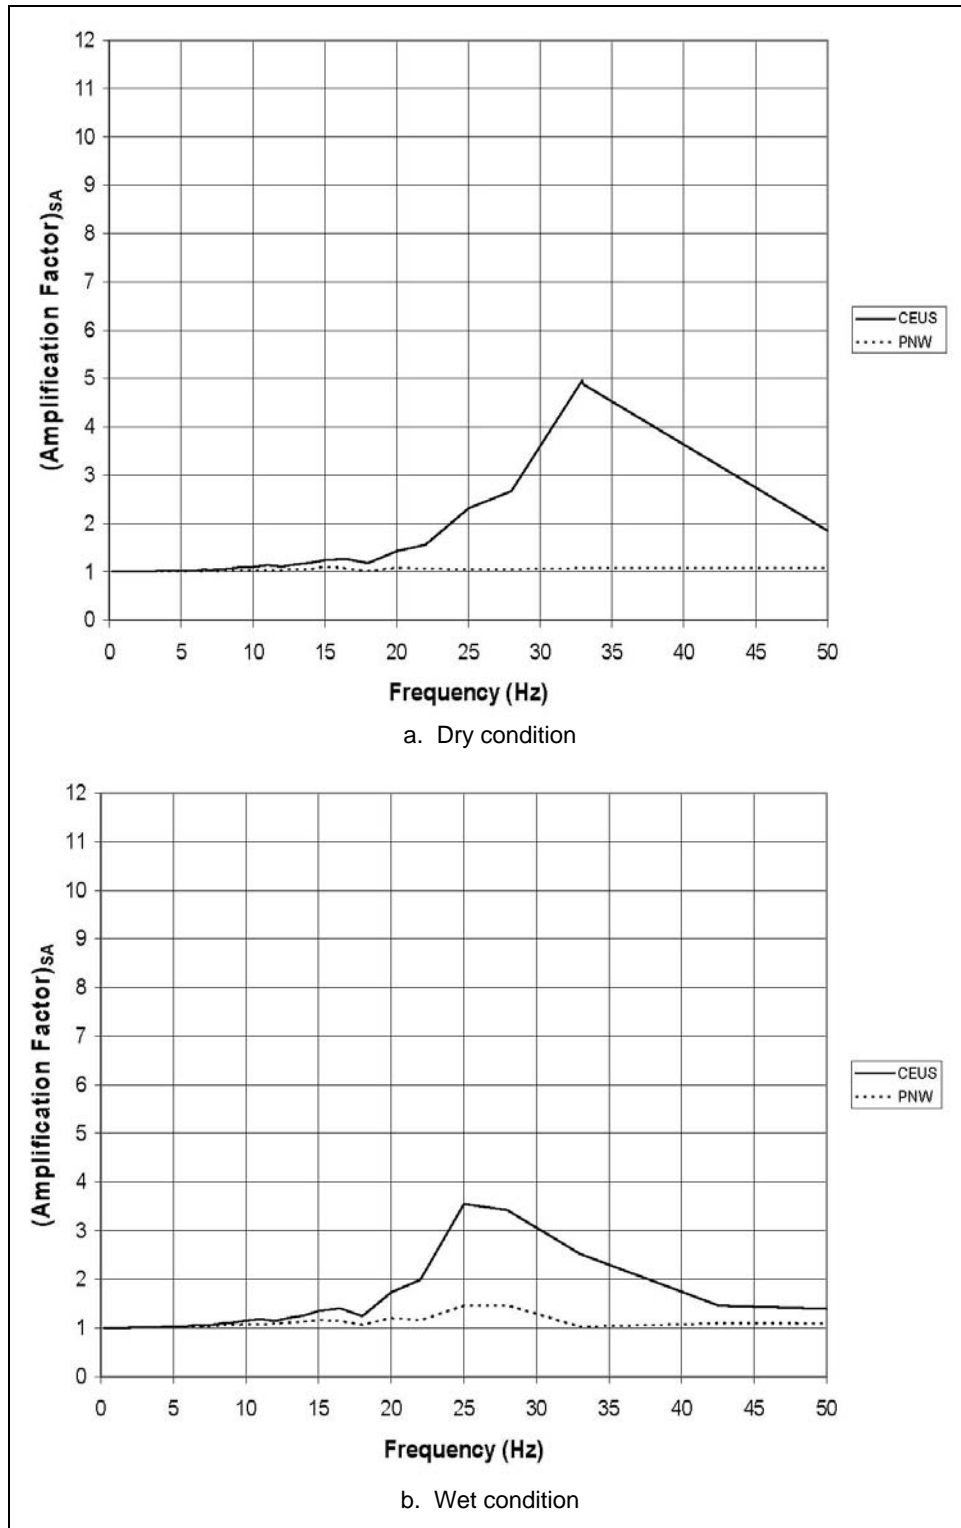 12
11
10
9
8
7
6
5
4
3
2
1
0
(Amplification Factor)SA
0 5 10 15 20 25 30 35 40 45 50
Frequency (Hz)
CEUS
PNW
a. Dry condition
12
11
10
9
8
7
6
5
4
3
2
1
0
(Amplification Factor)SA
0 5 10 15 20 25 30 35 40 45 50
Frequency (Hz)
CEUS
PNW
b. Wet condition